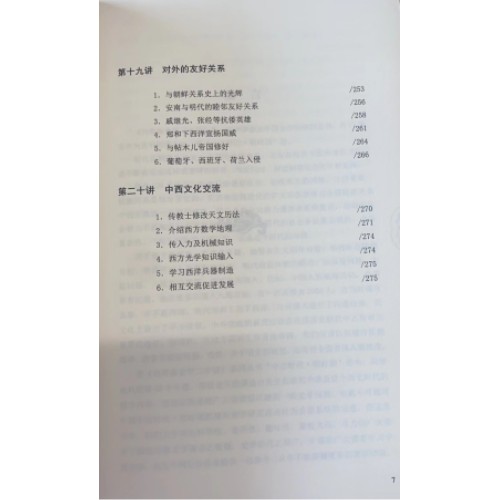 第十九讲 对外的友好关系
1. 与朝鲜关系史上的光辉 /253
2. 安南与明代的睦邻友好关系 /256
3. 戚继光、张经等抗倭英雄 /258
4. 郑和下西洋宣扬国威 /261
5. 与帖木儿帝国修好 /264
6. 葡萄牙、西班牙、荷兰入侵 /266
第二十讲 中西文化交流
1. 传教士修改天文历法 /270
2. 介绍西方数学地理 /271
3. 传入力及机械知识 /274
4. 西方光学知识输入 /274
5. 学习西洋兵器制造 /275
6. 相互交流促进发展 /275
7